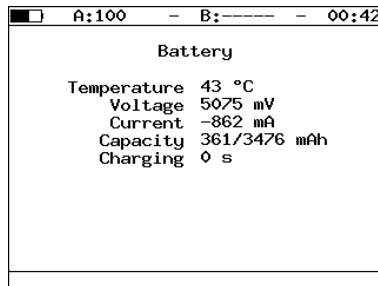 A:100 - B:----- - 00:42
Battery
Temperature 43 °C
Voltage 5075 mV
Current -862 mA
Capacity 361/3476 mAh
Charging 0 s